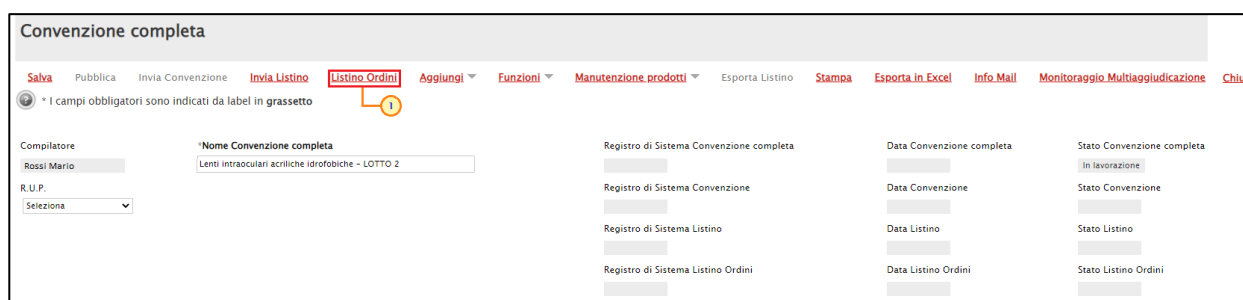 Convenzione completa
Salva Pubblica Invia Convenzione Invia Listino Listino Ordini Aggiungi Funzioni Manutenzione prodotti Esporta Listino Stampa Esporta in Excel Info Mail Monitoraggio Multiaggiudicazione Chiu
? * I campi obbligatori sono indicati da label in grassetto
1
Compilatore *Nome Convenzione completa Registro di Sistema Convenzione completa Data Convenzione completa Stato Convenzione completa
Rossi Mario Lenti intraoculari acriliche idrofobiche - LOTTO 2 In lavorazione
R.U.P. Registro di Sistema Convenzione Data Convenzione Stato Convenzione
Seleziona
Registro di Sistema Listino Data Listino Stato Listino
Registro di Sistema Listino Ordini Data Listino Ordini Stato Listino Ordini